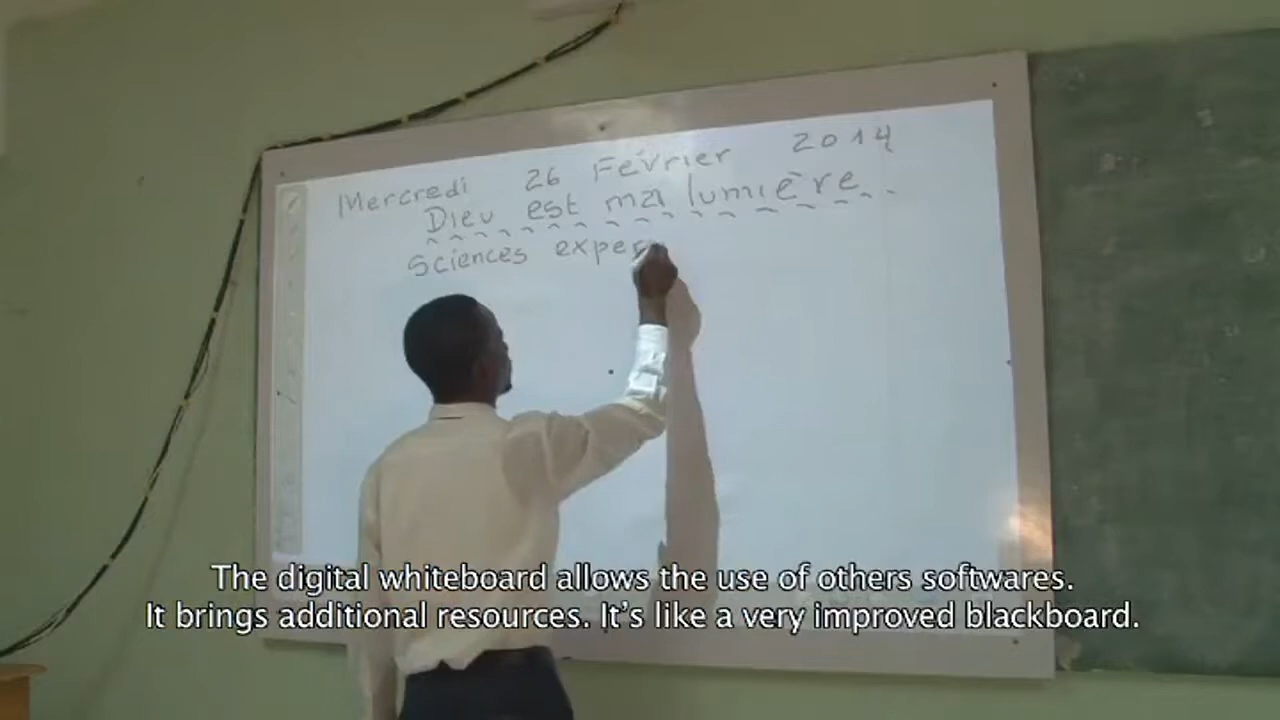 Mercredi 26 Février 2014
Dieu est ma lumière
Sciences exper
The digital whiteboard allows the use of others softwares.
It brings additional resources. It's like a very improved blackboard.